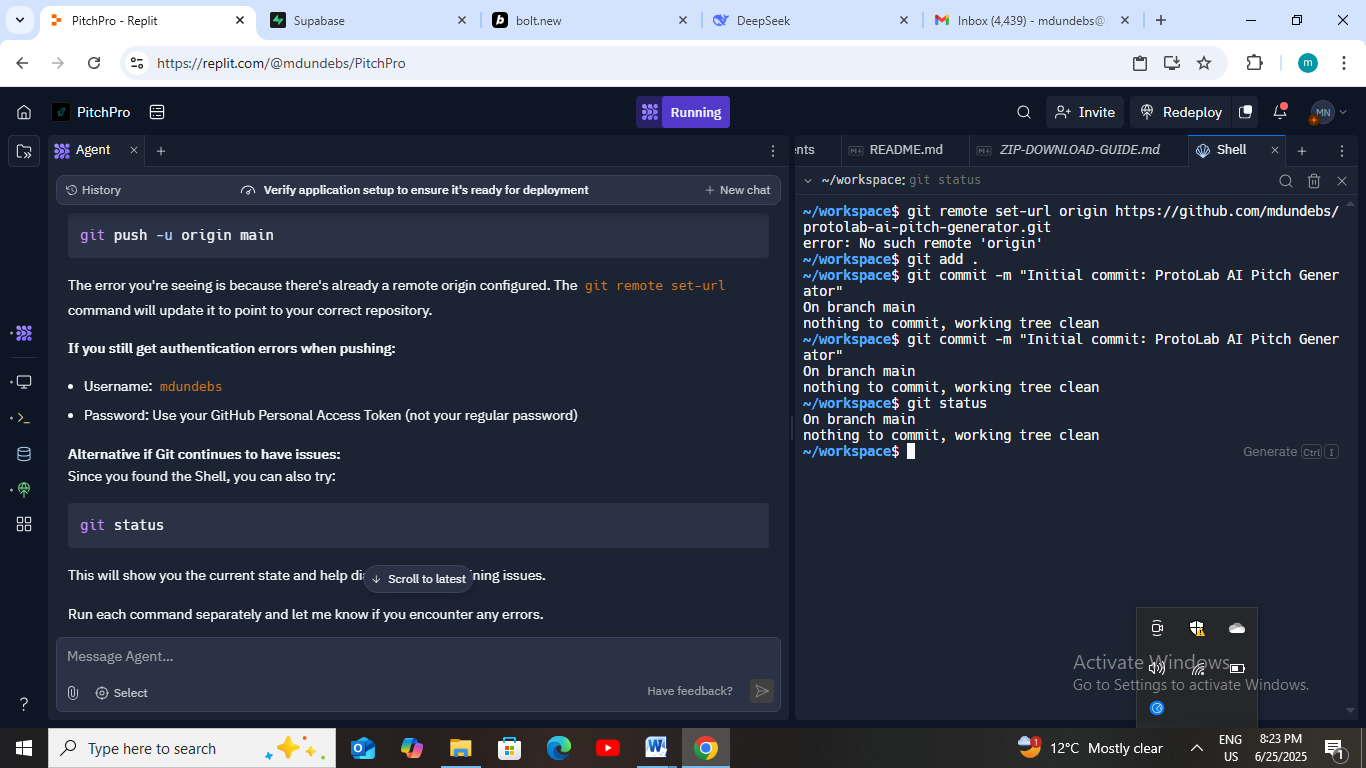 PitchPro - Replit
Supabase
bolt.new
DeepSeek
Inbox (4,439) - mdundebs@
https://replit.com/@mdundebs/PitchPro
m
PitchPro
Running
Invite
Redeploy
MN
Agent
ents
README.md
ZIP-DOWNLOAD-GUIDE.md
Shell
History
Verify application setup to ensure it's ready for deployment
New chat
~/workspace: git status
git push -u origin main
The error you're seeing is because there's already a remote origin configured. The git remote set-url
command will update it to point to your correct repository.
If you still get authentication errors when pushing:
• Username: mdundebs
• Password: Use your GitHub Personal Access Token (not your regular password)
Alternative if Git continues to have issues:
Since you found the Shell, you can also try:
git status
This will show you the current state and help di
ning issues.
Scroll to latest
Run each command separately and let me know if you encounter any errors.
Message Agent...
Select
Have feedback?
~/workspace$ git remote set-url origin https://github.com/mdundebs/
protolab-ai-pitch-generator.git
error: No such remote 'origin'
~/workspace$ git add .
~/workspace$ git commit -m "Initial commit: ProtoLab AI Pitch Gener
ator"
On branch main
nothing to commit, working tree clean
~/workspace$ git commit -m "Initial commit: ProtoLab AI Pitch Gener
ator"
On branch main
nothing to commit, working tree clean
~/workspace$ git status
On branch main
nothing to commit, working tree clean
~/workspace$
Generate Ctrl I
Activate Windows
Go to Settings to activate Windows.
Type here to search
1
12°C Mostly clear
ENG
US
8:23 PM
6/25/2025
1